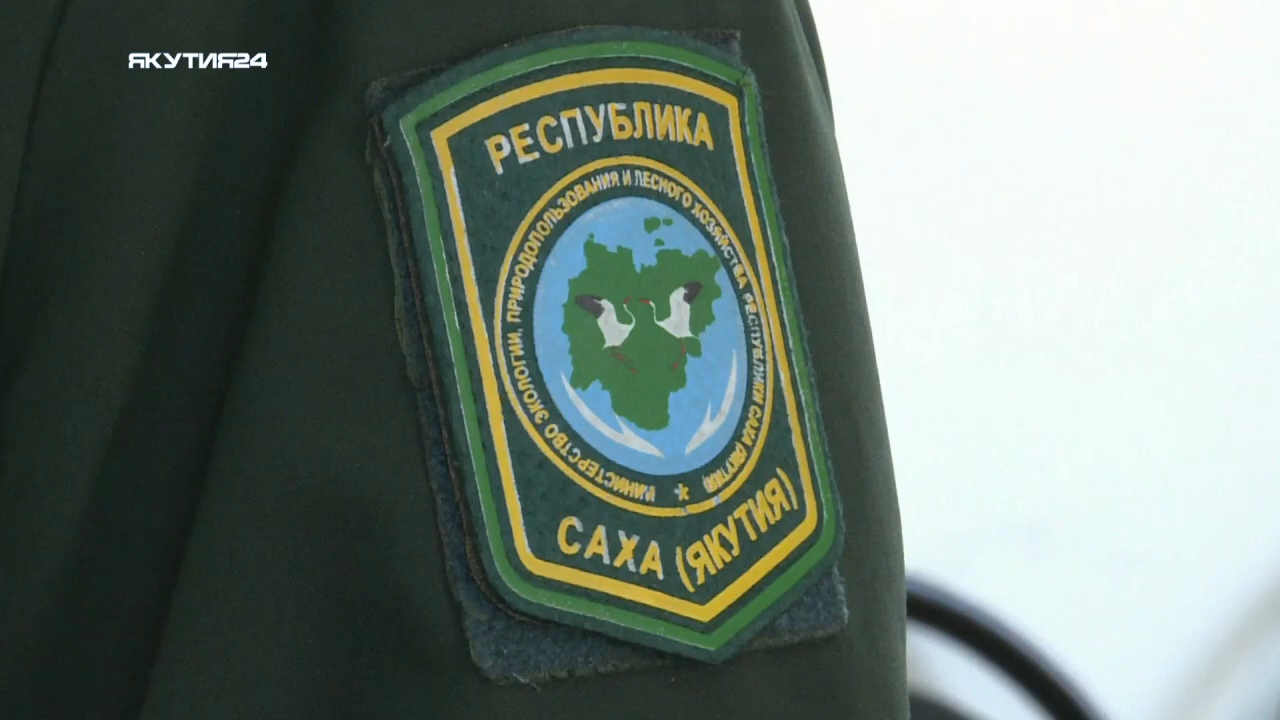 ЯКУТИЯ24
РЕСПУБЛИКА
МИНИСТЕРСТВО ЭКОЛОГИИ, ПРИРОДОПОЛЬЗОВАНИЯ И ЛЕСНОГО ХОЗЯЙСТВА РЕСПУБЛИКИ САХА (ЯКУТИЯ)
САХА (ЯКУТИЯ)